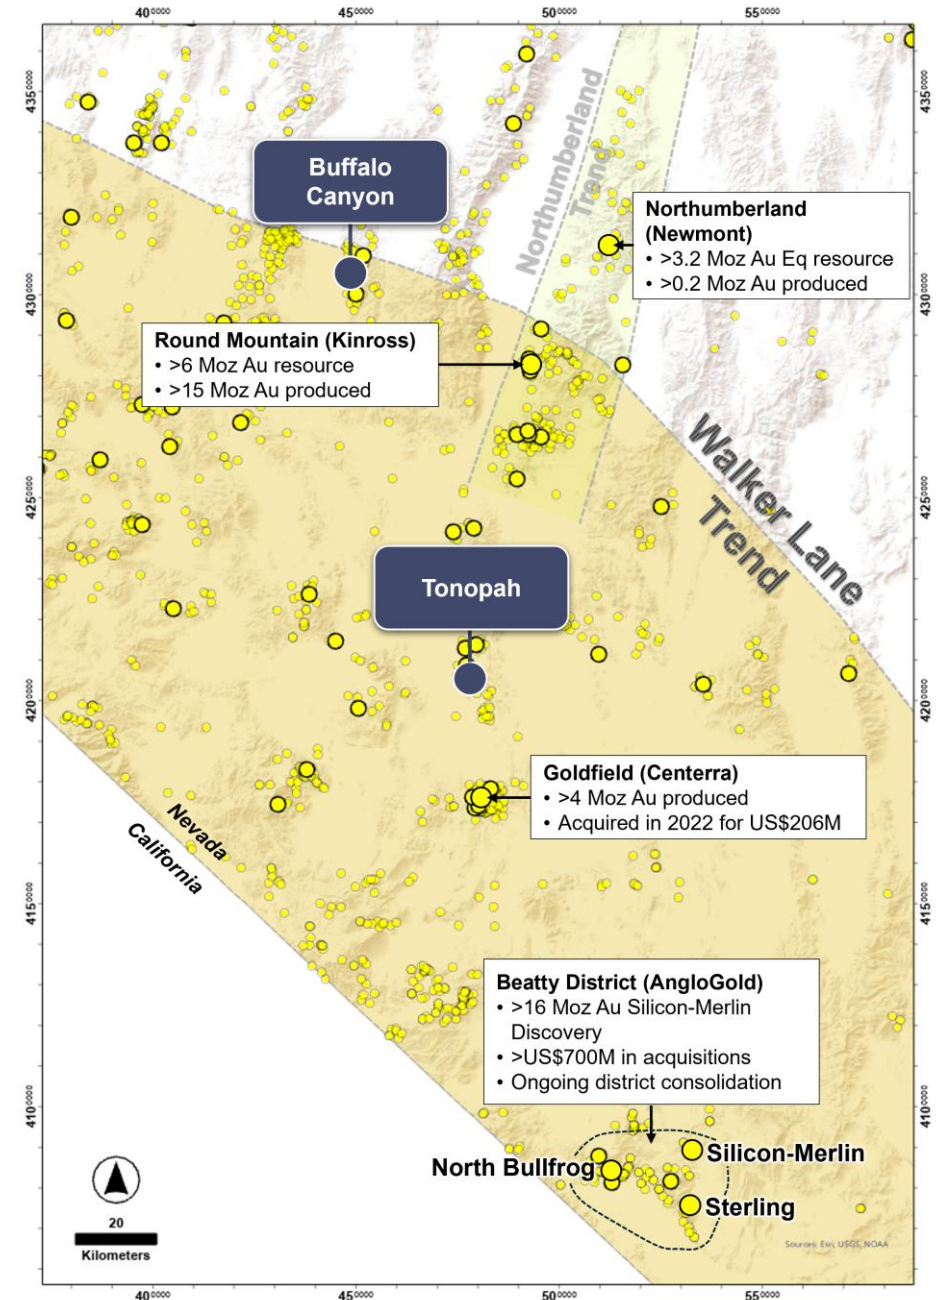 400000 450000 500000 550000
4350000
4300000
4250000
4200000
4150000
4100000
4350000
4300000
4250000
4200000
4150000
4100000
Buffalo
Canyon
Northumberland
Trend
Northumberland
(Newmont)
• >3.2 Moz Au Eq resource
• >0.2 Moz Au produced
Round Mountain (Kinross)
• >6 Moz Au resource
• >15 Moz Au produced
Walker Lane
Trend
Tonopah
Goldfield (Centerra)
• >4 Moz Au produced
• Acquired in 2022 for US$206M
Nevada
California
Beatty District (AngloGold)
• >16 Moz Au Silicon-Merlin
Discovery
• >US$700M in acquisitions
• Ongoing district consolidation
North Bullfrog
Silicon-Merlin
Sterling
20
Kilometers
Sources: Esri, USGS, NOAA
400000 450000 500000 550000